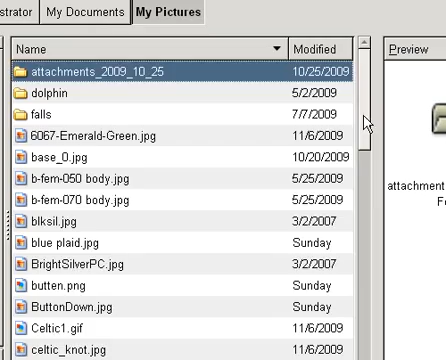 strator My Documents My Pictures
Name Modified Preview
attachments_2009_10_25 10/25/2009
dolphin 5/2/2009
falls 7/7/2009
6067-Emerald-Green.jpg 11/6/2009
base_0.jpg 10/20/2009
b-fem-050 body.jpg 5/25/2009
attachment
b-fem-070 body.jpg 5/25/2009
F
blksil.jpg 3/2/2007
blue plaid.jpg Sunday
BrightSilverPC.jpg 3/2/2007
butten.png Sunday
ButtonDown.jpg Sunday
Celtic1.gif 11/6/2009
celtic_knot.jpg 11/6/2009